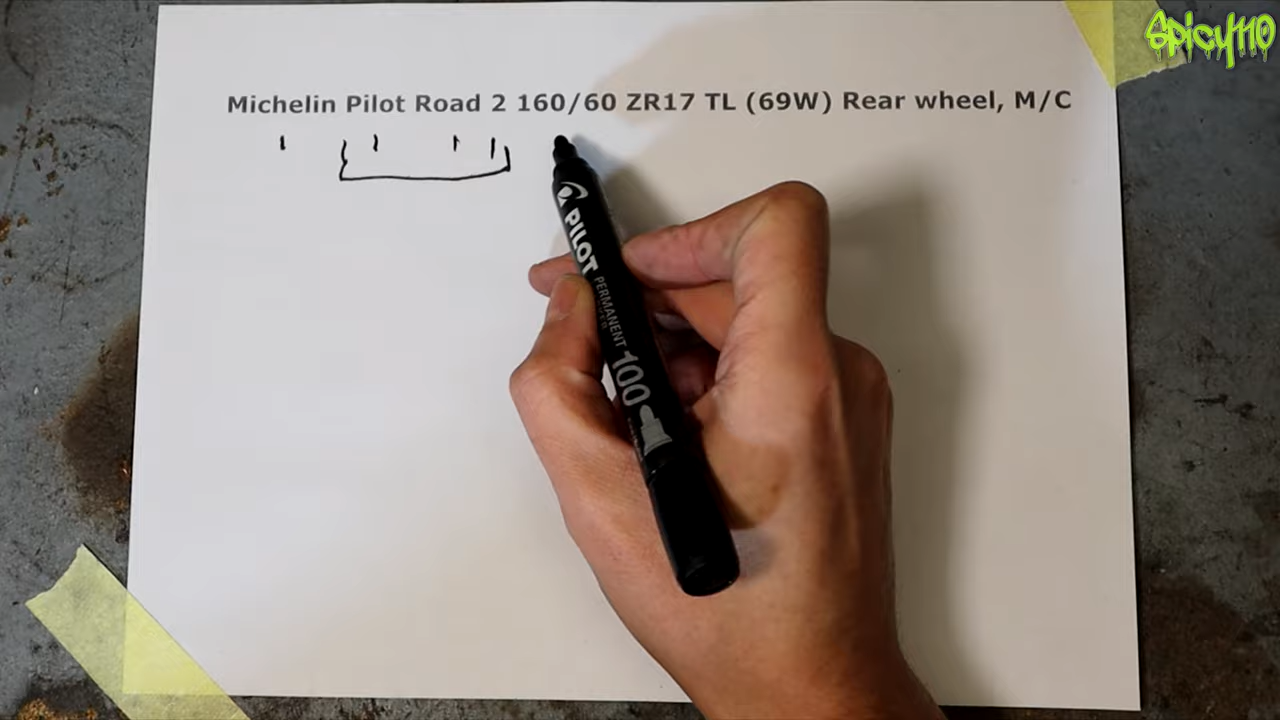 Spicy110
Michelin Pilot Road 2 160/60 ZR17 TL (69W) Rear wheel, M/C
PILOT PERMANENT
100